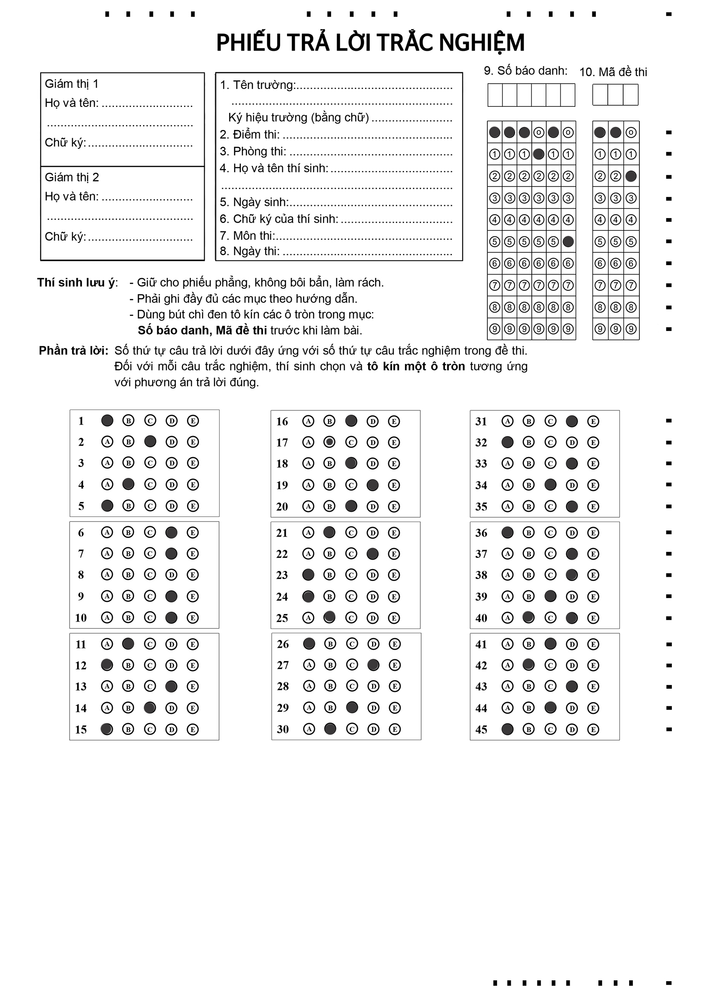 PHIẾU TRẢ LỜI TRẮC NGHIỆM
Giám thị 1
Họ và tên: ...........................
...........................................
Chữ ký:...............................
Giám thị 2
Họ và tên: ...........................
...........................................
Chữ ký:...............................
1. Tên trường:..............................................
.................................................................
Ký hiệu trường (bằng chữ) ........................
2. Điểm thi: ..................................................
3. Phòng thi: ................................................
4. Họ và tên thí sinh:....................................
....................................................................
5. Ngày sinh:................................................
6. Chữ ký của thí sinh: .................................
7. Môn thi:....................................................
8. Ngày thi: ..................................................
9. Số báo danh:
O O
1 1 1 1 1
2 2 2 2 2 2
3 3 3 3 3 3
4 4 4 4 4 4
5 5 5 5 5
6 6 6 6 6 6
7 7 7 7 7 7
8 8 8 8 8 8
9 9 9 9 9 9
10. Mã đề thi
O
1 1 1
2 2
3 3 3
4 4 4
5 5 5
6 6 6
7 7 7
8 8 8
9 9 9
Thí sinh lưu ý: - Giữ cho phiếu phẳng, không bôi bẩn, làm rách.
- Phải ghi đầy đủ các mục theo hướng dẫn.
- Dùng bút chì đen tô kín các ô tròn trong mục:
Số báo danh, Mã đề thi trước khi làm bài.
Phần trả lời: Số thứ tự câu trả lời dưới đây ứng với số thứ tự câu trắc nghiệm trong đề thi.
Đối với mỗi câu trắc nghiệm, thí sinh chọn và tô kín một ô tròn tương ứng
với phương án trả lời đúng.
1 B C D E
2 A B D E
3 A B C D E
4 A C D E
5 B C D E
6 A B C E
7 A B C E
8 A B C D E
9 A B C E
10 A B C E
11 A C D E
12 B C D E
13 A B C E
14 A B D E
15 B C D E
16 A B D E
17 A C D E
18 A B D E
19 A B C E
20 A B D E
21 A C D E
22 A B C E
23 B C D E
24 B C D E
25 A C D E
26 B C D E
27 A B C E
28 A B C D E
29 A B D E
30 A C D E
31 A B C E
32 B C D E
33 A B C E
34 A B D E
35 A B C E
36 B C D E
37 A B C E
38 A B C E
39 A B D E
40 A C E
41 A B D E
42 A C D E
43 A B C E
44 A B D E
45 B C D E